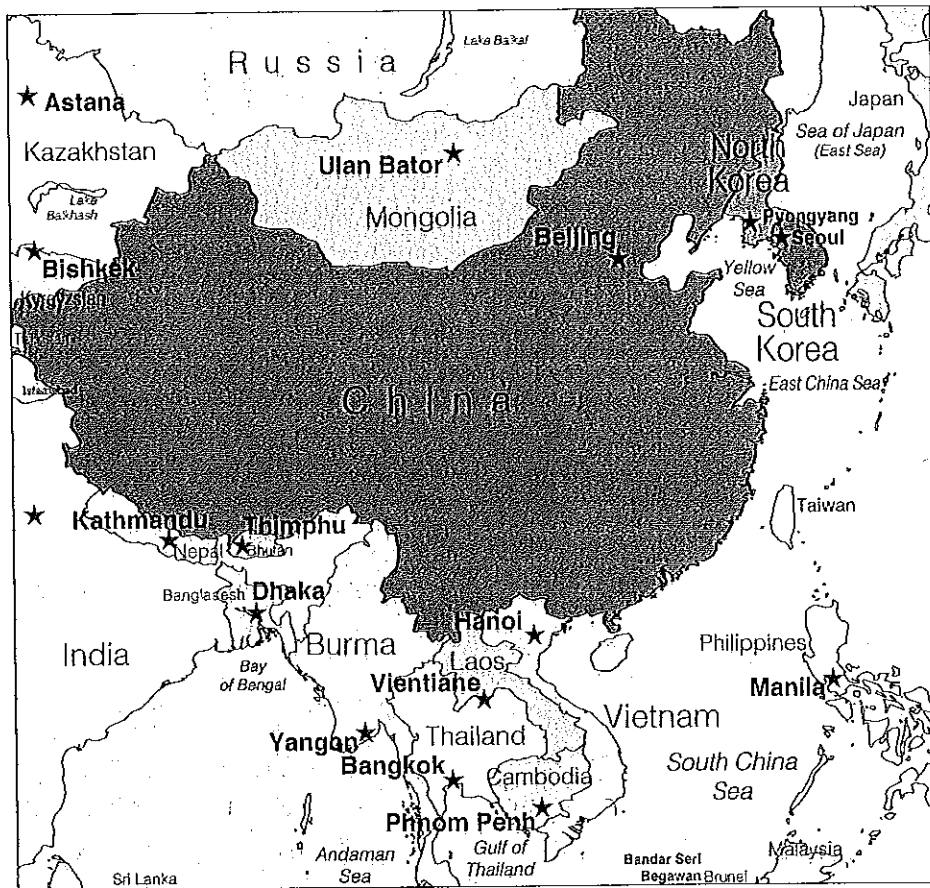 Lake Baikal
Russia
Astana
Japan
Kazakhstan
Sea of Japan
(East Sea)
Ulan Bator
North
Korea
Lake
Balkhash
Mongolia
Pyongyang
Beijing
Seoul
Bishkek
Yellow
Sea
Kyrgyzstan
South
Korea
East China Sea
China
Taiwan
Kathmandu
Thimphu
Nepal
Bhutan
Bangladesh
Dhaka
Hanoi
Burma
Philippines
India
Laos
Bay
of Bengal
Vientiane
Manila
Vietnam
Yangon
Thailand
Bangkok
South China
Sea
Cambodia
Phnom Penh
Andaman
Sea
Gulf of
Thailand
Malaysia
Bandar Seri
Begawan
Brunei
Sri Lanka